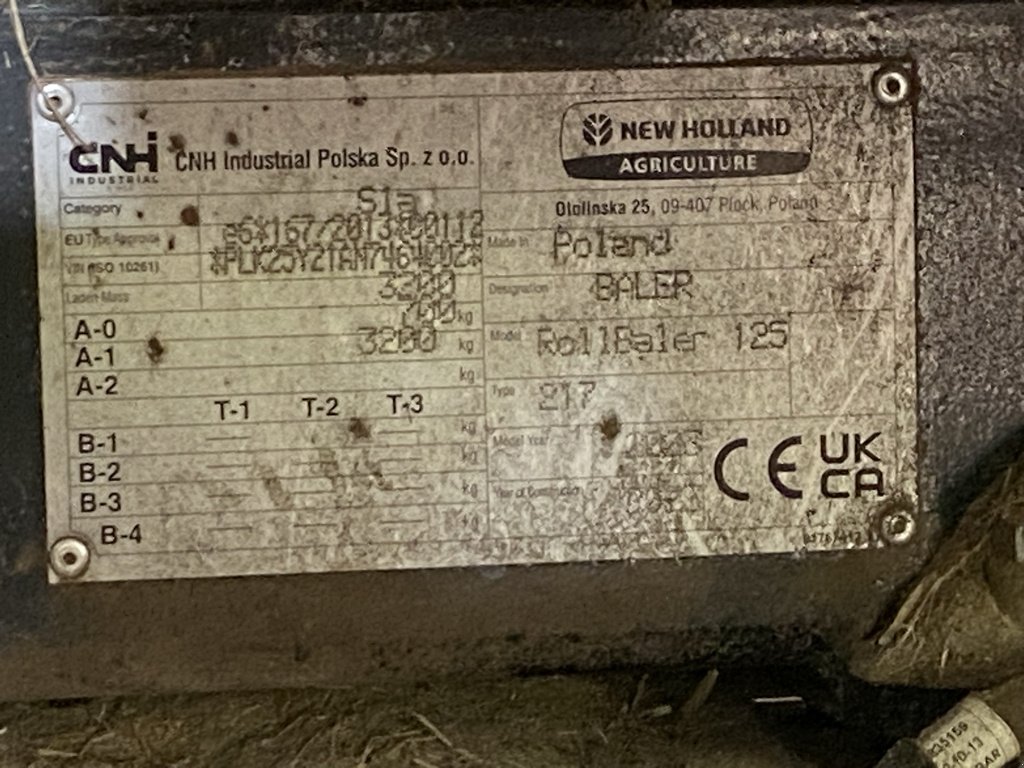 CNH
INDUSTRIAL
CNH Industrial Polska Sp. z o.o.
NEW HOLLAND
AGRICULTURE
Otolinska 25, 09-407 Plock, Poland
Category S1a
EU Type Approval e6*167/2013*00112
VIN (ISO 10261)
Laden Mass 3200
A-0 700 kg
A-1 3200 kg
A-2 kg
T-1 T-2 T-3
B-1 kg
B-2 kg
B-3 kg
B-4 kg
Made in Poland
Designation BALER
Model RollBaler 125
Type 217
Model Year
Year of Construction
CE
UK
CA